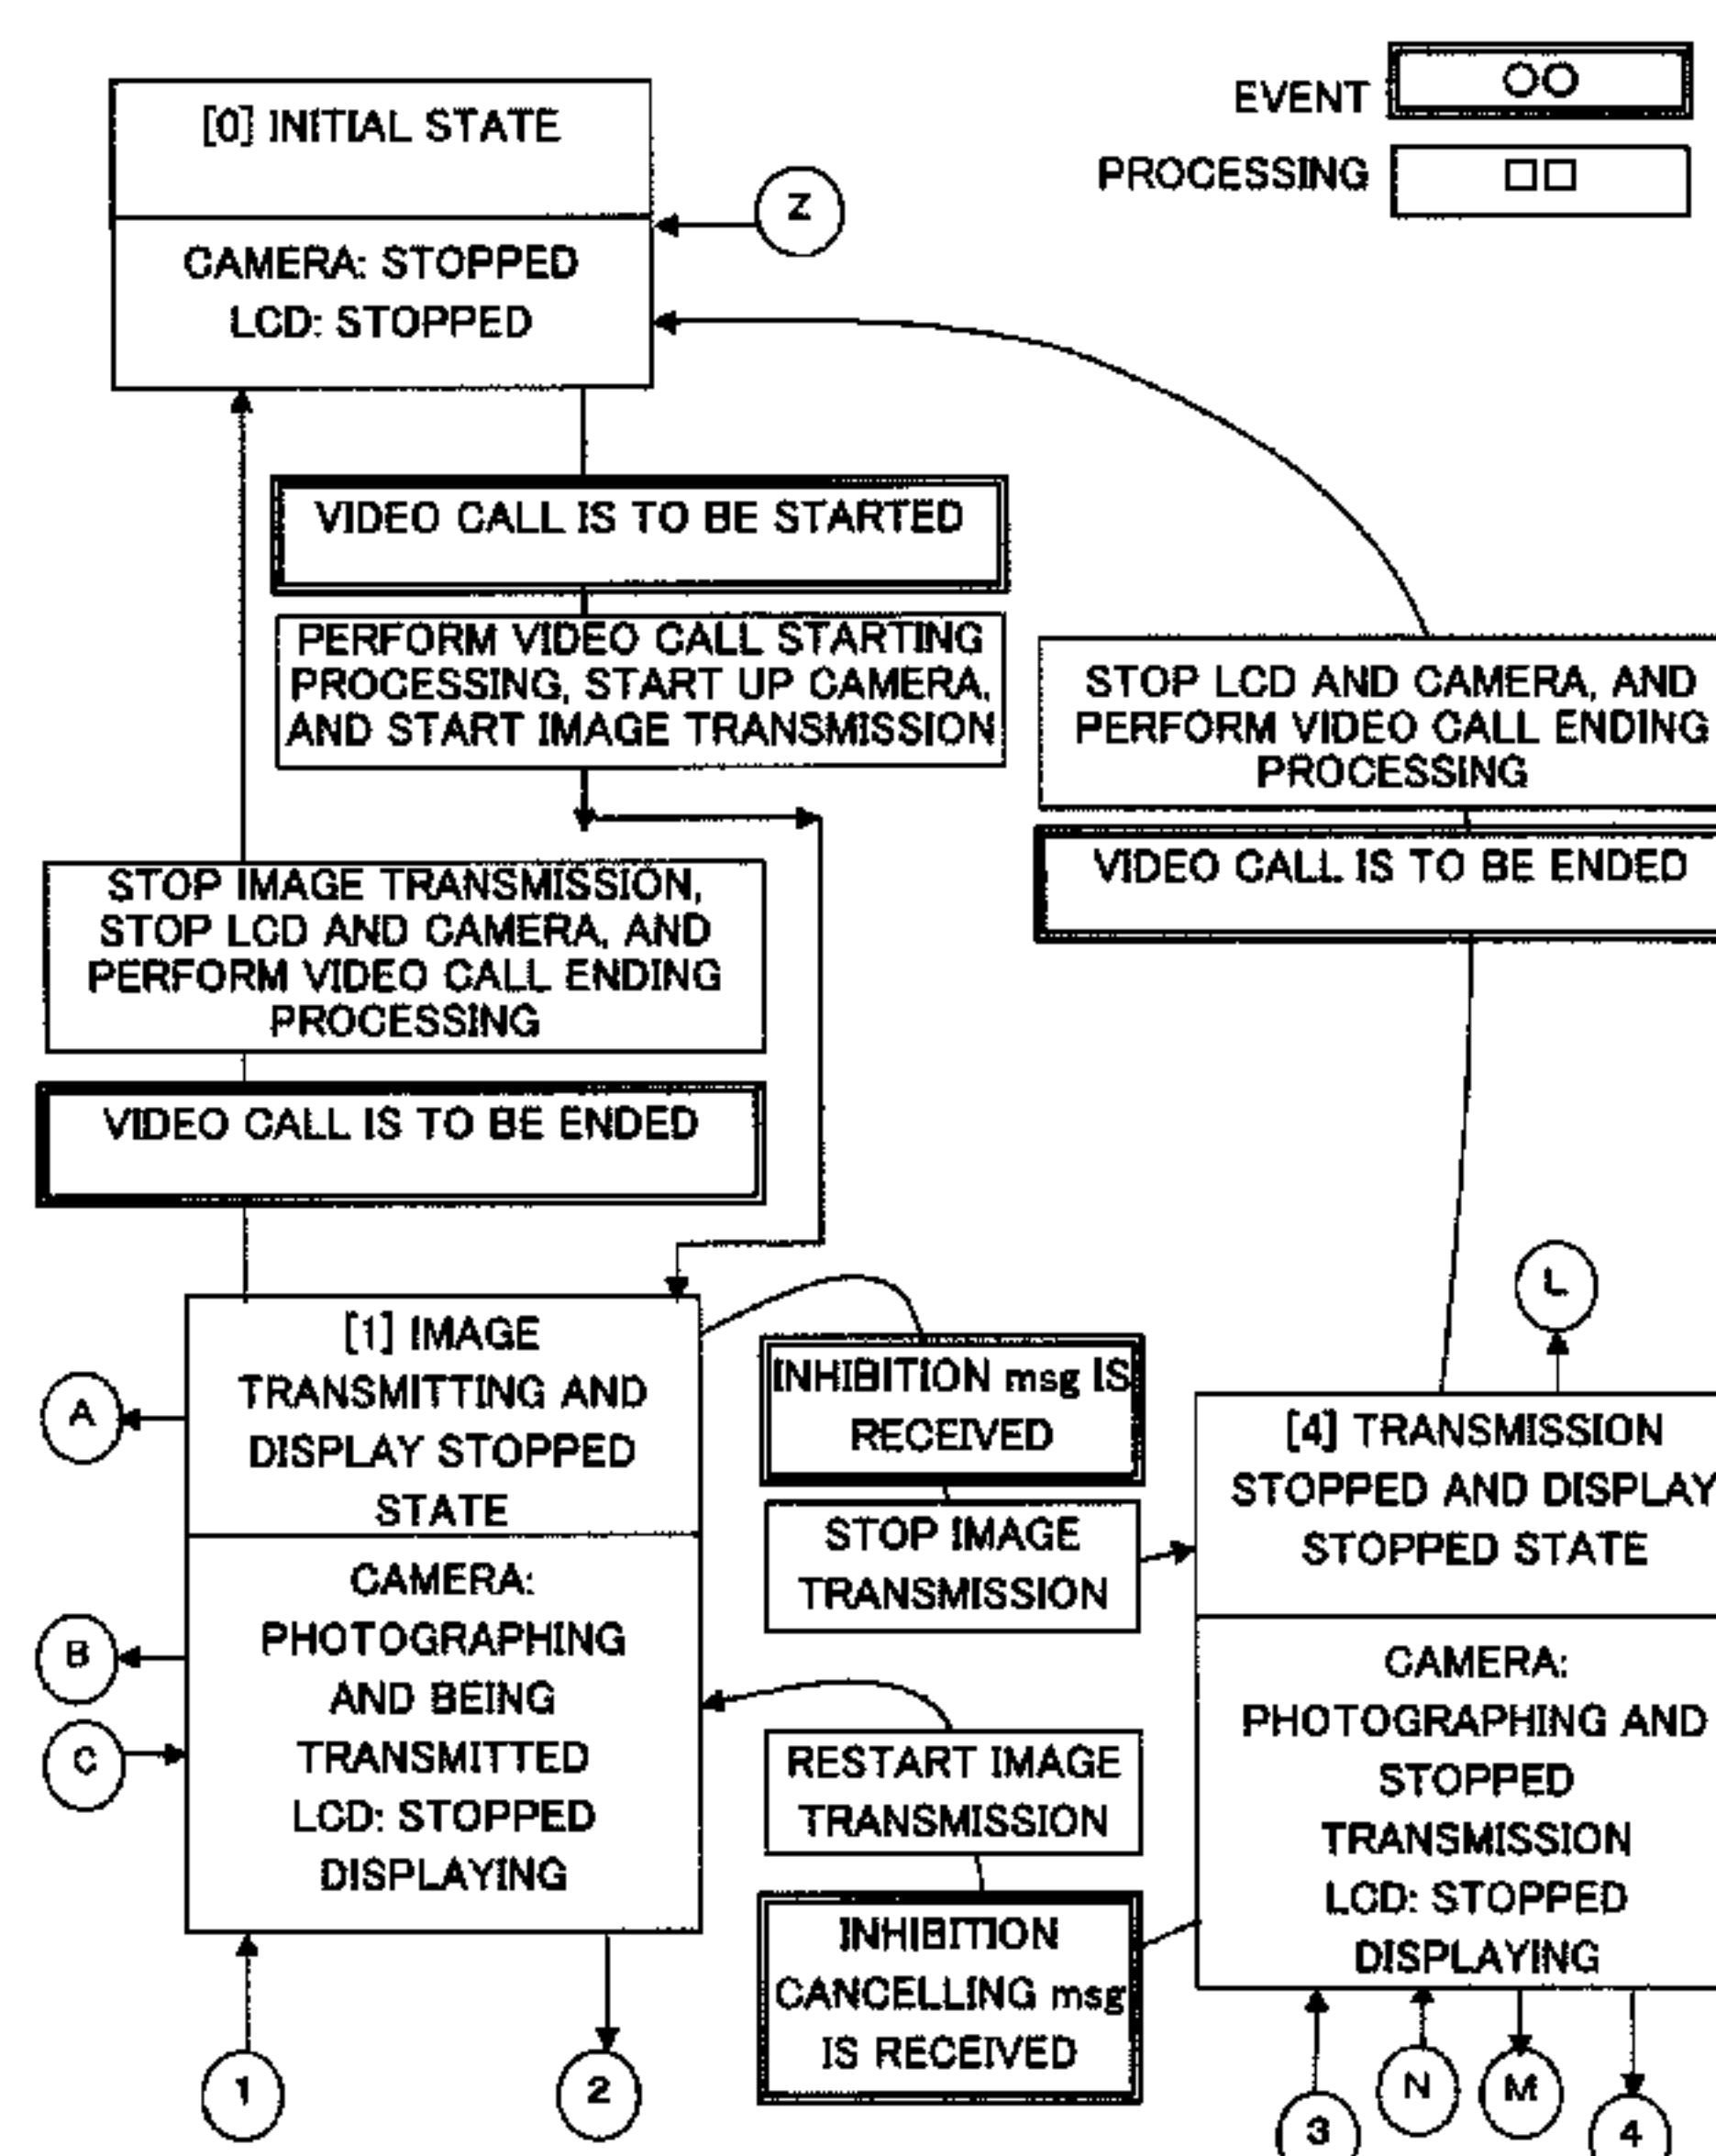 EVENT
○○
PROCESSING
□□
[0] INITIAL STATE
CAMERA: STOPPED
LCD: STOPPED
Z
VIDEO CALL IS TO BE STARTED
PERFORM VIDEO CALL STARTING
PROCESSING, START UP CAMERA,
AND START IMAGE TRANSMISSION
STOP LCD AND CAMERA, AND
PERFORM VIDEO CALL ENDING
PROCESSING
VIDEO CALL IS TO BE ENDED
STOP IMAGE TRANSMISSION,
STOP LCD AND CAMERA, AND
PERFORM VIDEO CALL ENDING
PROCESSING
VIDEO CALL IS TO BE ENDED
[1] IMAGE
TRANSMITTING AND
DISPLAY STOPPED
STATE
CAMERA:
PHOTOGRAPHING
AND BEING
TRANSMITTED
LCD: STOPPED
DISPLAYING
A
B
C
1
2
INHIBITION msg IS
RECEIVED
STOP IMAGE
TRANSMISSION
RESTART IMAGE
TRANSMISSION
INHIBITION
CANCELLING msg
IS RECEIVED
L
[4] TRANSMISSION
STOPPED AND DISPLAY
STOPPED STATE
CAMERA:
PHOTOGRAPHING AND
STOPPED
TRANSMISSION
LCD: STOPPED
DISPLAYING
3
N
M
4